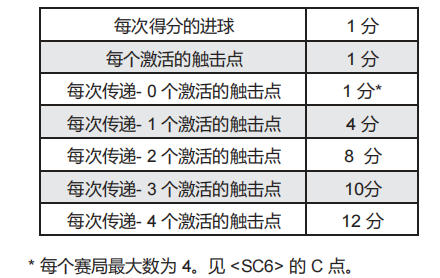 每次得分的进球 1 分
每个激活的触击点 1 分
每次传递- 0 个激活的触击点 1 分*
每次传递- 1 个激活的触击点 4 分
每次传递- 2 个激活的触击点 8 分
每次传递- 3 个激活的触击点 10分
每次传递- 4 个激活的触击点 12 分
* 每个赛局最大数为 4。见 <SC6> 的 C 点。